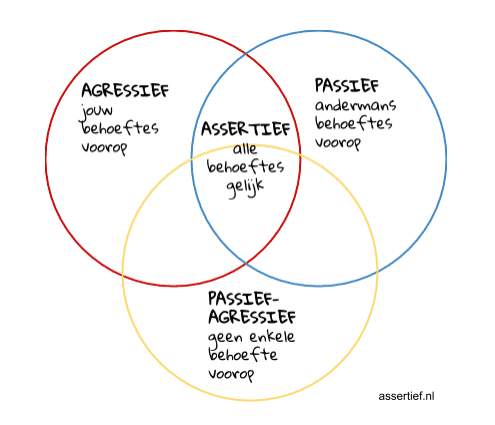 AGRESSIEF
jouw
behoeftes
voorop
PASSIEF
andermans
behoeftes
voorop
ASSERTIEF
alle
behoeftes
gelijk
PASSIEF-
AGRESSIEF
geen enkele
behoefte
voorop
assertief.nl